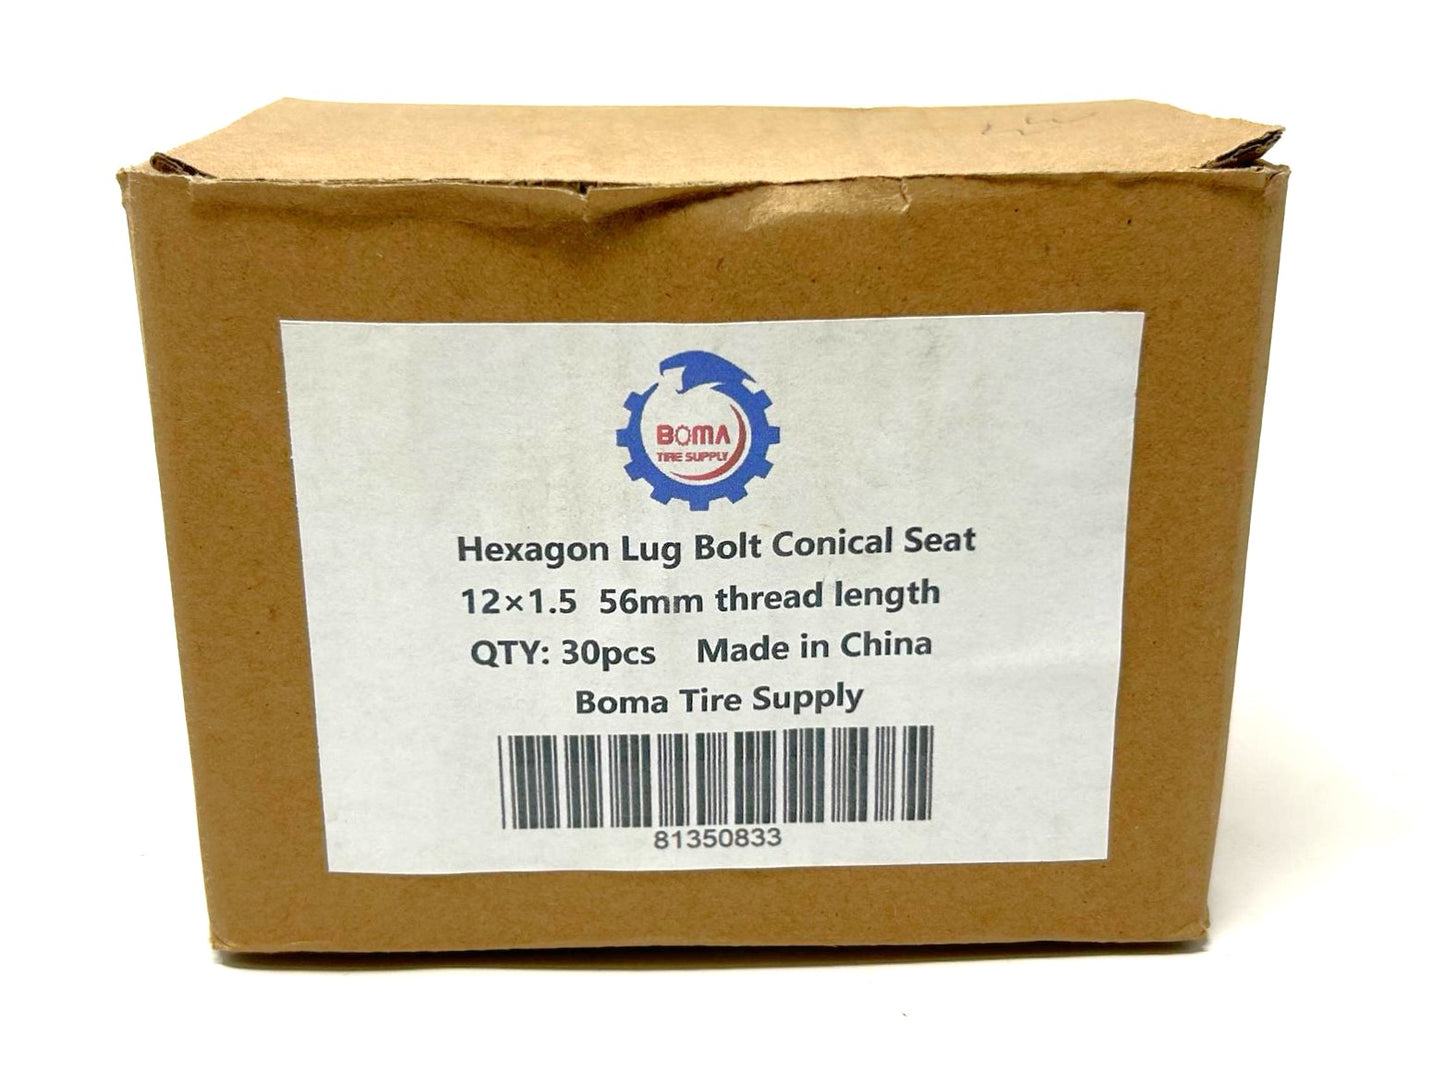 BOMA
TIRE SUPPLY
Hexagon Lug Bolt Conical Seat
12×1.5 56mm thread length
QTY: 30pcs Made in China
Boma Tire Supply
81350833